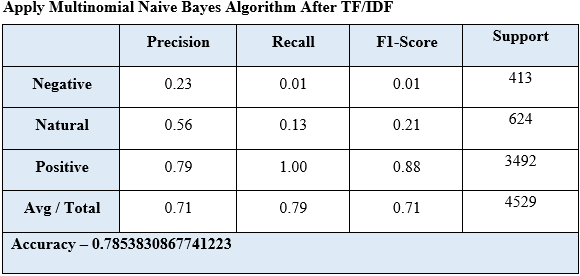 Apply Multinomial Naive Bayes Algorithm After TF/IDF
Precision Recall F1-Score Support
Negative 0.23 0.01 0.01 413
Natural 0.56 0.13 0.21 624
Positive 0.79 1.00 0.88 3492
Avg / Total 0.71 0.79 0.71 4529
Accuracy – 0.7853830867741223